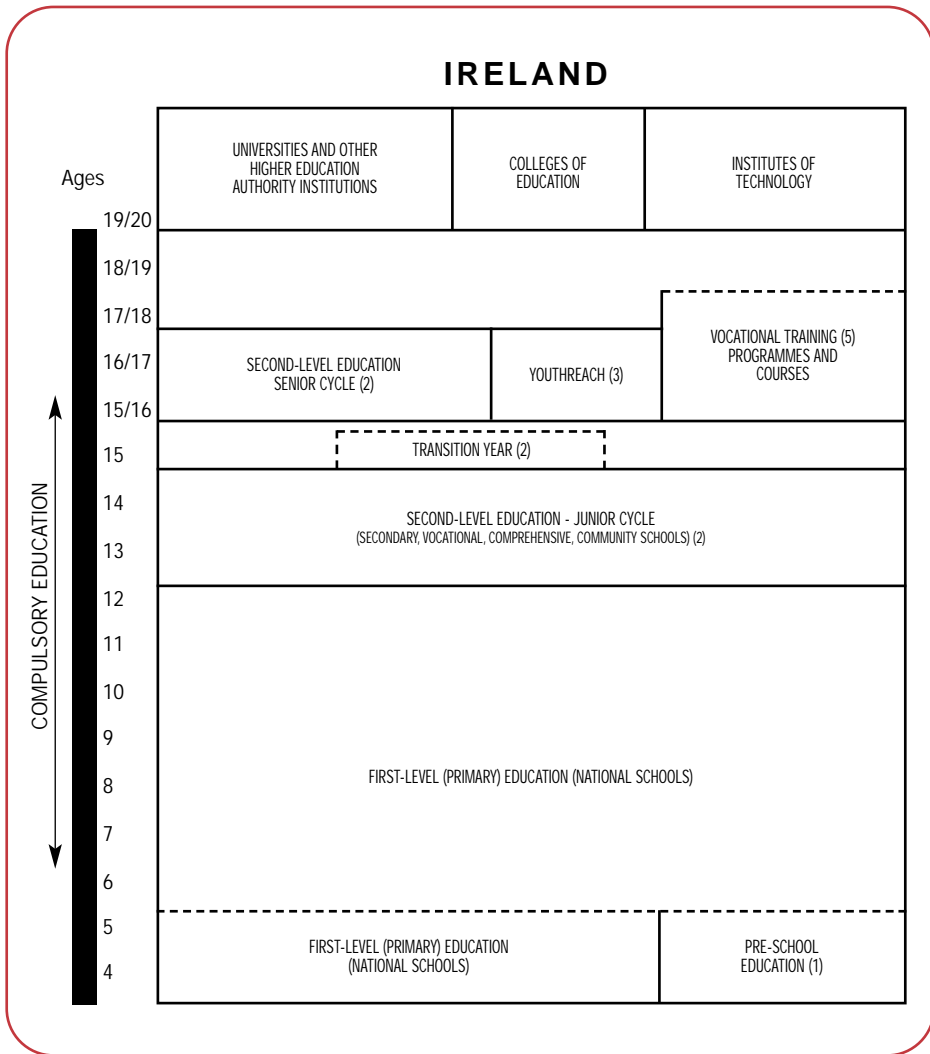 IRELAND
UNIVERSITIES AND OTHER
HIGHER EDUCATION
AUTHORITY INSTITUTIONS
COLLEGES OF
EDUCATION
INSTITUTES OF
TECHNOLOGY
Ages
19/20
18/19
17/18
16/17
15/16
15
14
13
12
11
10
9
8
7
6
5
4
COMPULSORY EDUCATION
VOCATIONAL TRAINING (5)
PROGRAMMES AND
COURSES
SECOND-LEVEL EDUCATION
SENIOR CYCLE (2)
YOUTHREACH (3)
TRANSITION YEAR (2)
SECOND-LEVEL EDUCATION - JUNIOR CYCLE
(SECONDARY, VOCATIONAL, COMPREHENSIVE, COMMUNITY SCHOOLS) (2)
FIRST-LEVEL (PRIMARY) EDUCATION (NATIONAL SCHOOLS)
FIRST-LEVEL (PRIMARY) EDUCATION
(NATIONAL SCHOOLS)
PRE-SCHOOL
EDUCATION (1)